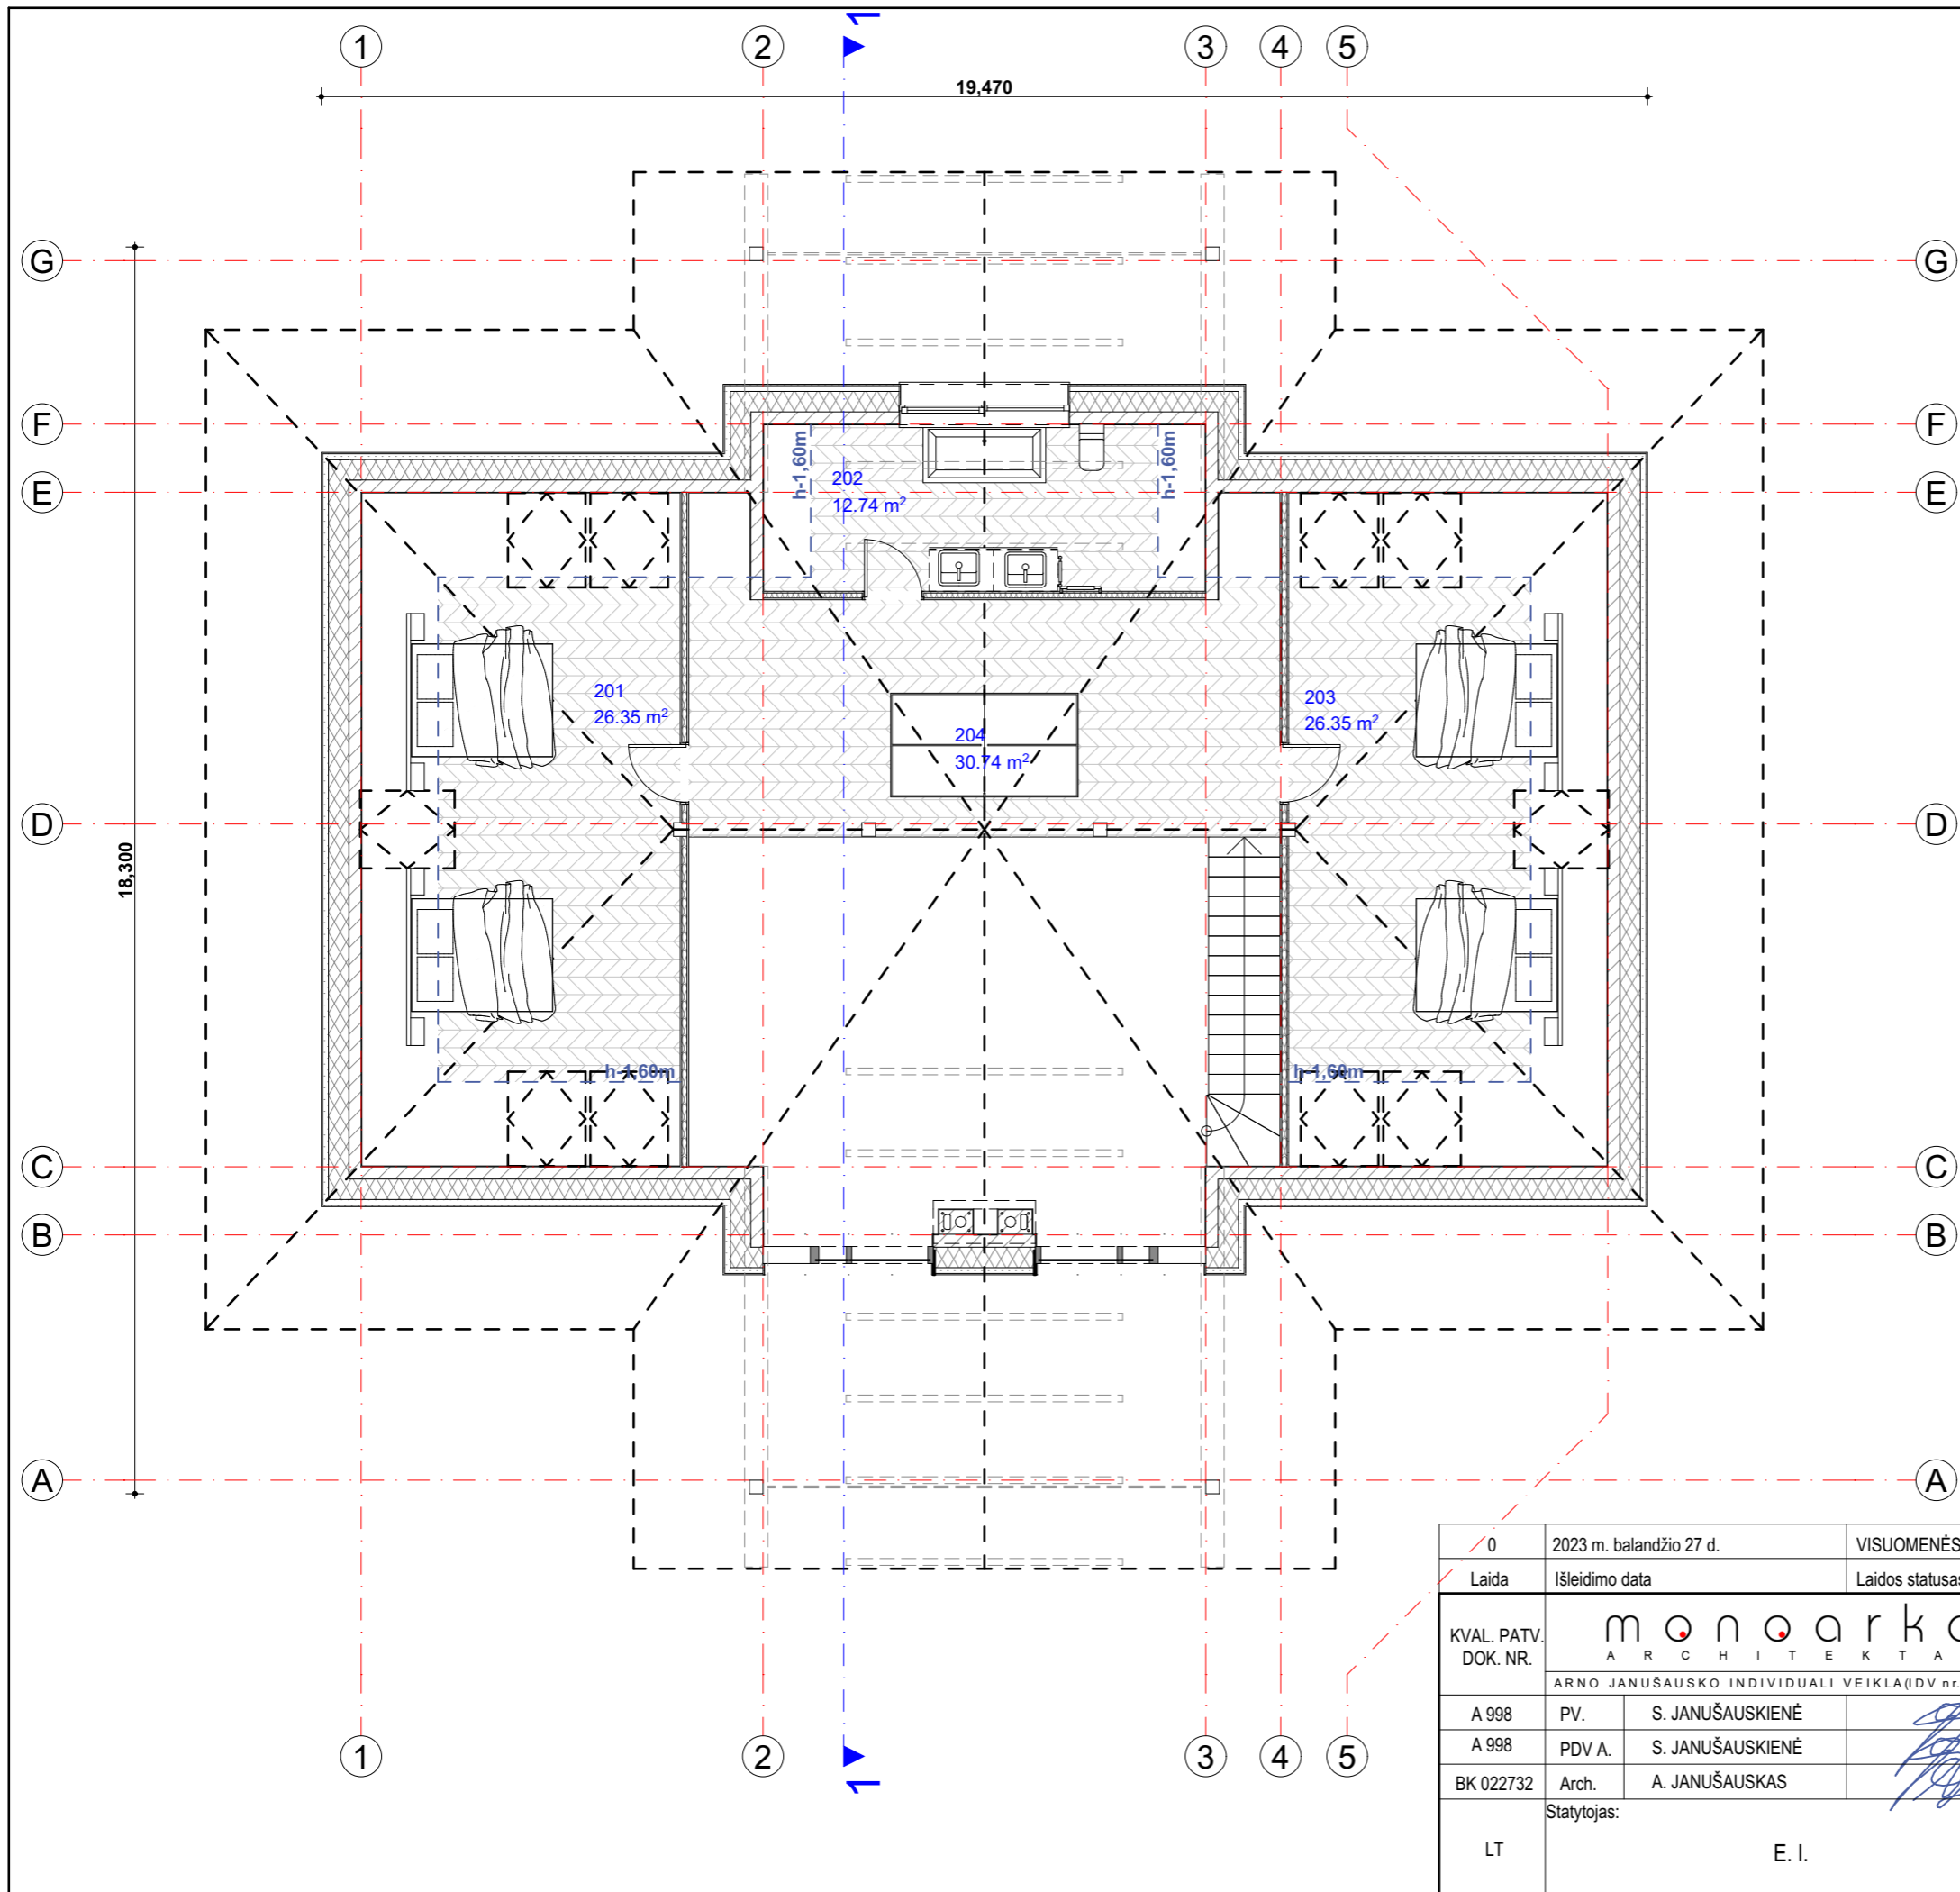 1
1 2 3 4 5
19,470
G G
F F
h-1,60m h-1,60m
202
12.74 m²
E E
201
26.35 m²
203
26.35 m²
204
30.74 m²
D D
18,300
h-1,60m h-1,60m
C C
B B
A A
0 2023 m. balandžio 27 d. VISUOMENĖS
Laida Išleidimo data Laidos statusas
KVAL. PATV.
DOK. NR.
monoark
ARCHITEKTA
ARNO JANUŠAUSKO INDIVIDUALI VEIKLA(IDV nr.
A 998 PV. S. JANUŠAUSKIENĖ
A 998 PDV A. S. JANUŠAUSKIENĖ
BK 022732 Arch. A. JANUŠAUSKAS
Statytojas:
LT E. I.
1 2 3 4 5
1